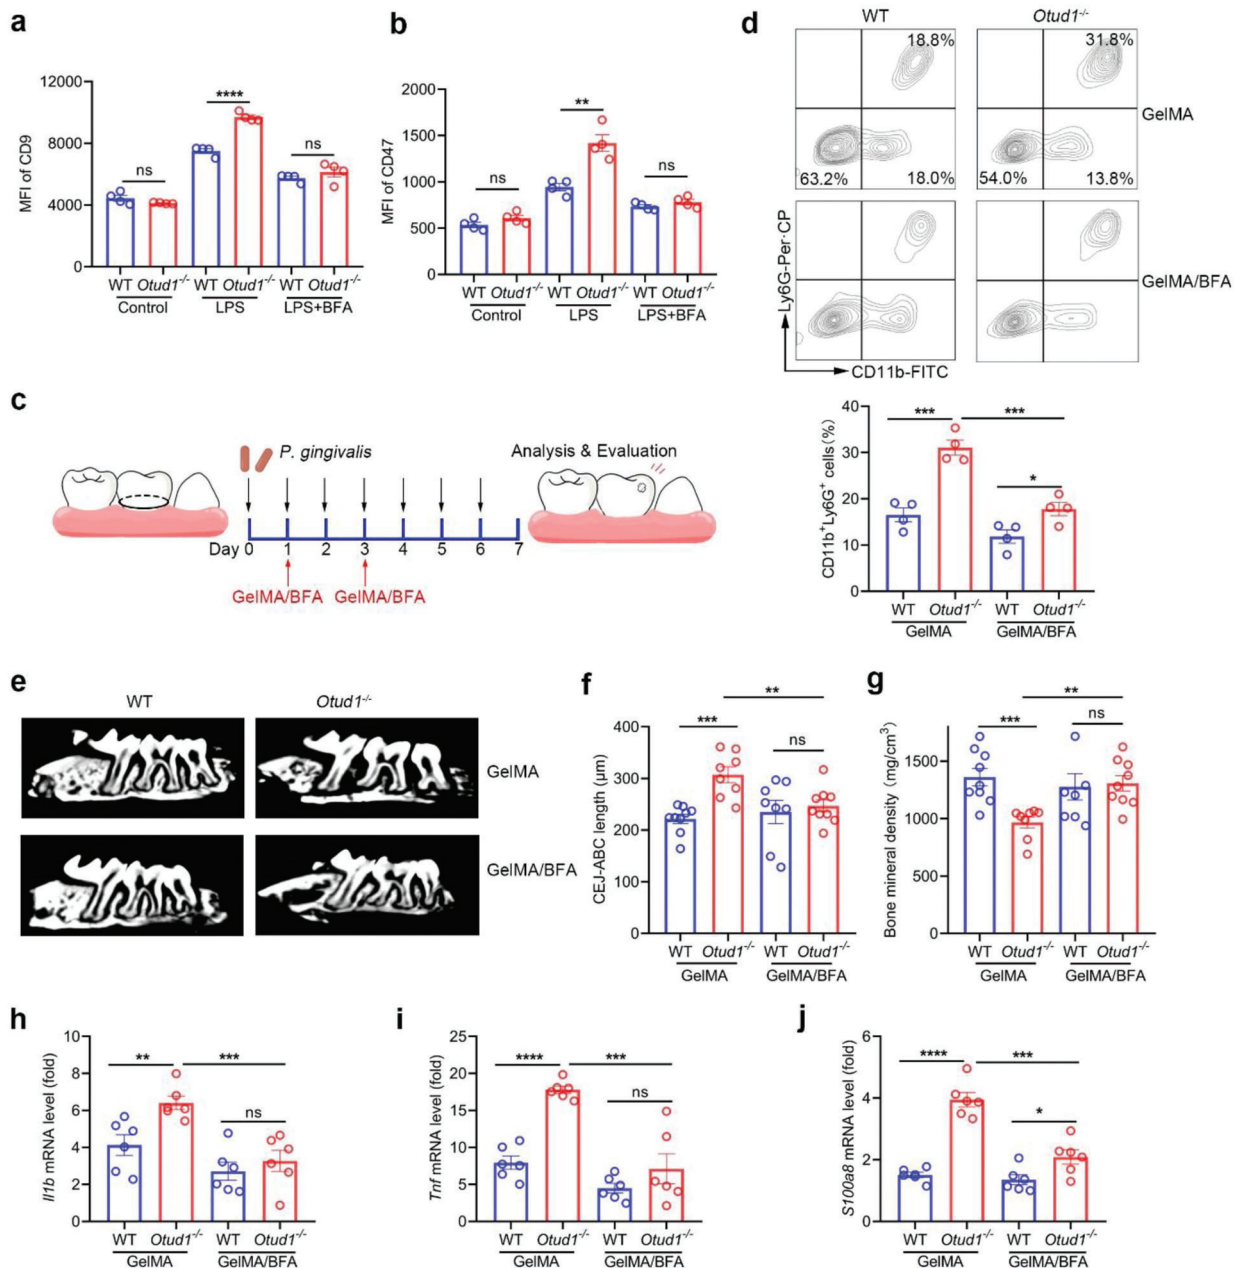 a
12000
8000
4000
0
MFI of CD9
ns
****
ns
WT Otud1-/- WT Otud1-/- WT Otud1-/-
Control LPS LPS+BFA
b
2000
1500
1000
500
0
MFI of CD47
ns
**
ns
WT Otud1-/- WT Otud1-/- WT Otud1-/-
Control LPS LPS+BFA
d
WT Otud1-/-
18.8% 31.8%
GelMA
63.2% 18.0% 54.0% 13.8%
GelMA/BFA
Ly6G-Per·CP
CD11b-FITC
40
30
20
10
0
CD11b+Ly6G+ cells(%)
*** ***
*
WT Otud1-/- WT Otud1-/-
GelMA GelMA/BFA
c
P. gingivalis
Analysis & Evaluation
Day 0 1 2 3 4 5 6 7
GelMA/BFA GelMA/BFA
e
WT Otud1-/-
GelMA
GelMA/BFA
f
400
300
200
100
0
CEJ-ABC length (µm)
**
***
ns
WT Otud1-/- WT Otud1-/-
GelMA GelMA/BFA
g
1500
1000
500
0
Bone mineral density (mg/cm3)
**
***
ns
WT Otud1-/- WT Otud1-/-
GelMA GelMA/BFA
h
10
8
6
4
2
0
Il1b mRNA level (fold)
** ***
ns
WT Otud1-/- WT Otud1-/-
GelMA GelMA/BFA
i
25
20
15
10
5
0
Tnf mRNA level (fold)
**** ***
ns
WT Otud1-/- WT Otud1-/-
GelMA GelMA/BFA
j
6
4
2
0
S100a8 mRNA level (fold)
**** ***
*
WT Otud1-/- WT Otud1-/-
GelMA GelMA/BFA